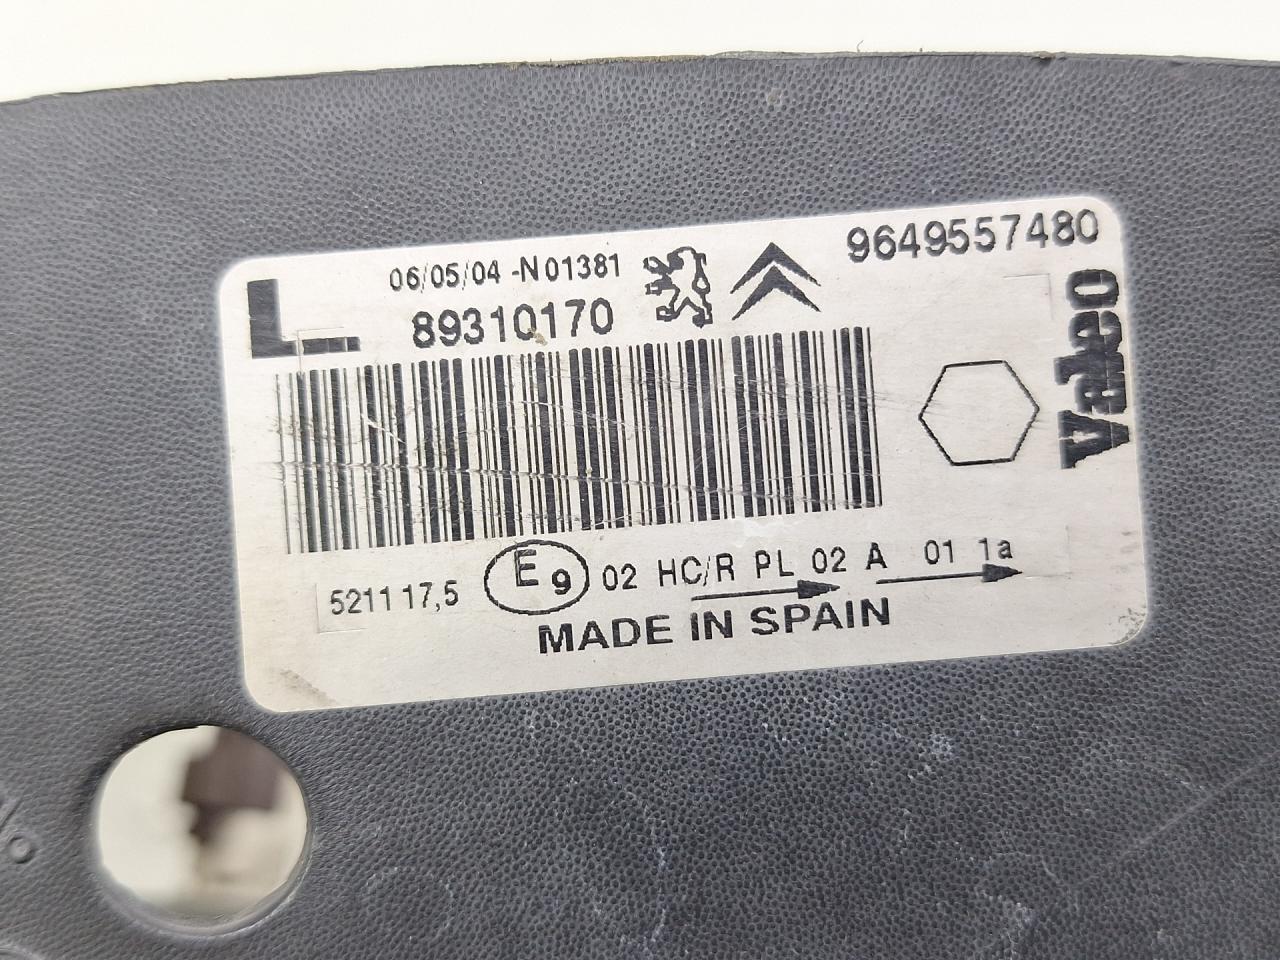 L
06/05/04 -N01381
89310170
9649557480
Valeo
5211 17,5 E9 02 HC/R PL 02 A 01 1a
MADE IN SPAIN